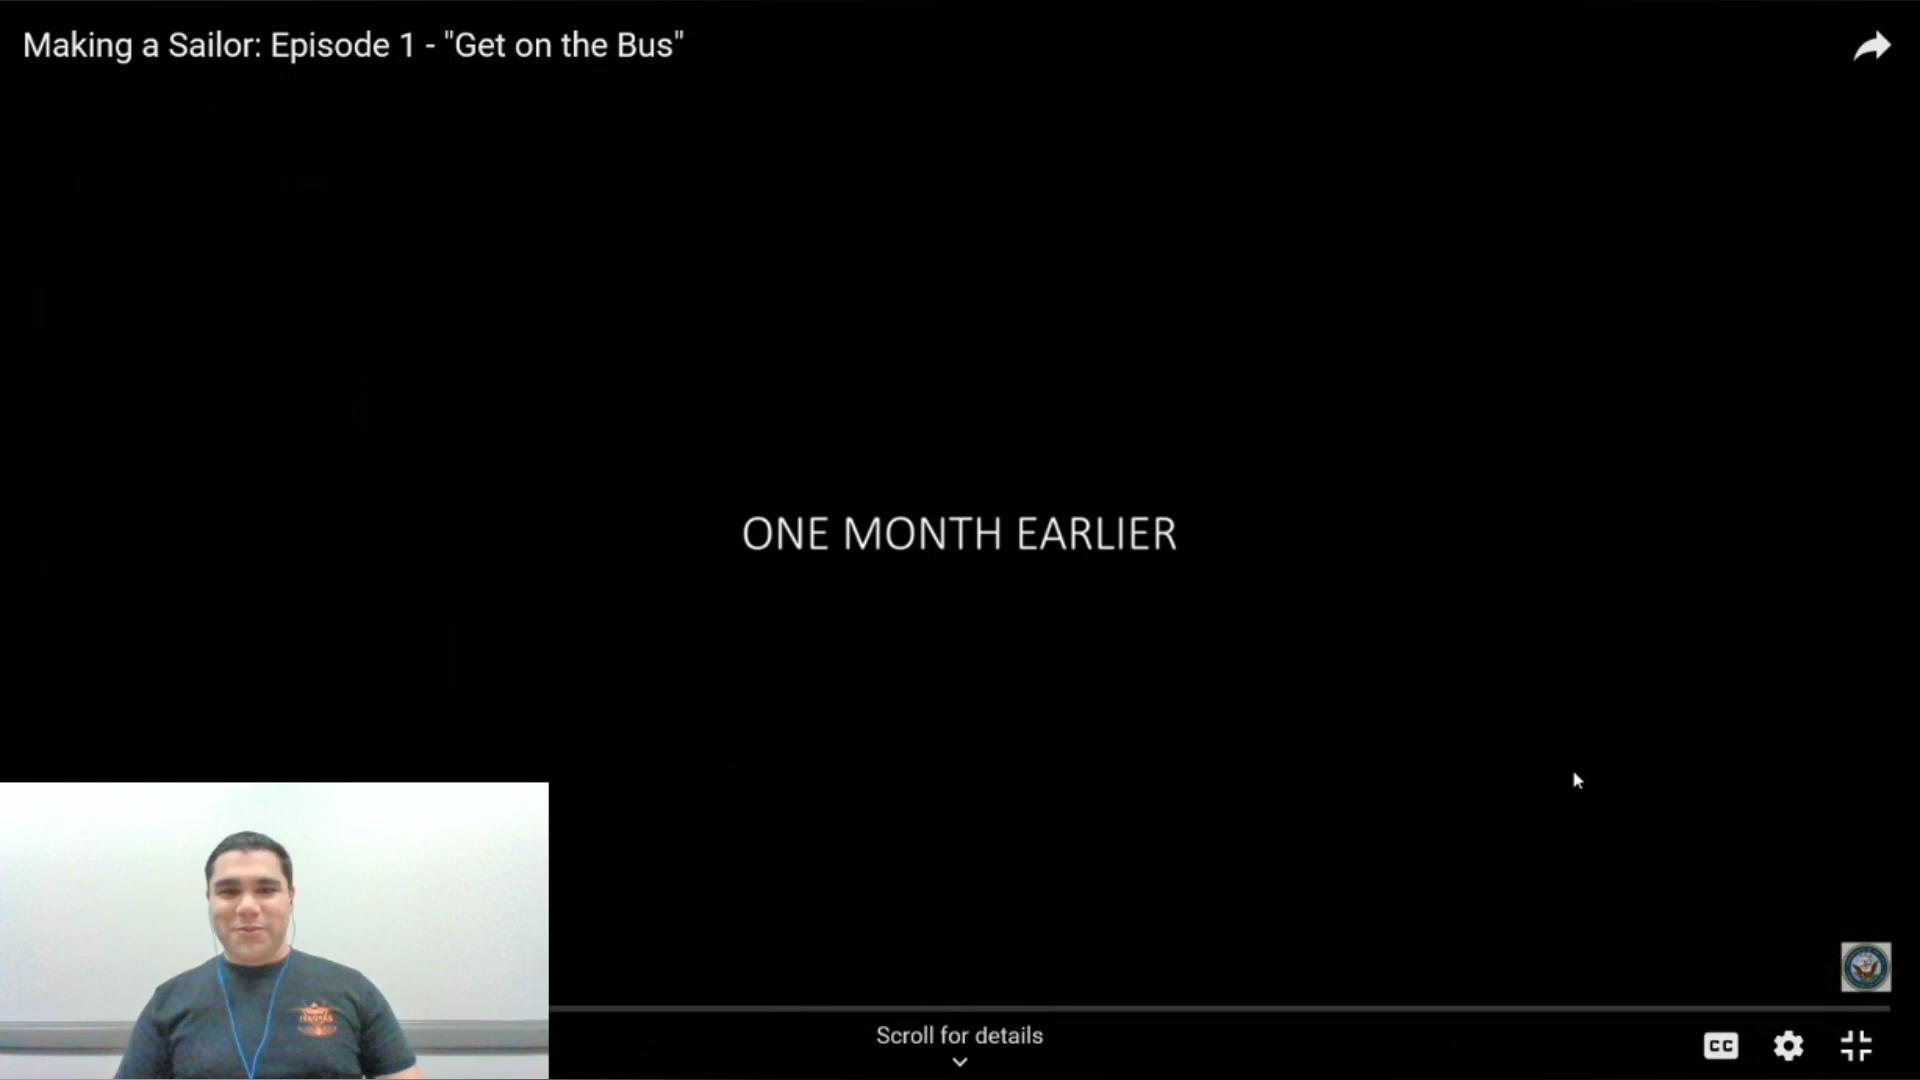 Making a Sailor: Episode 1 - "Get on the Bus"
ONE MONTH EARLIER
Scroll for details
CC